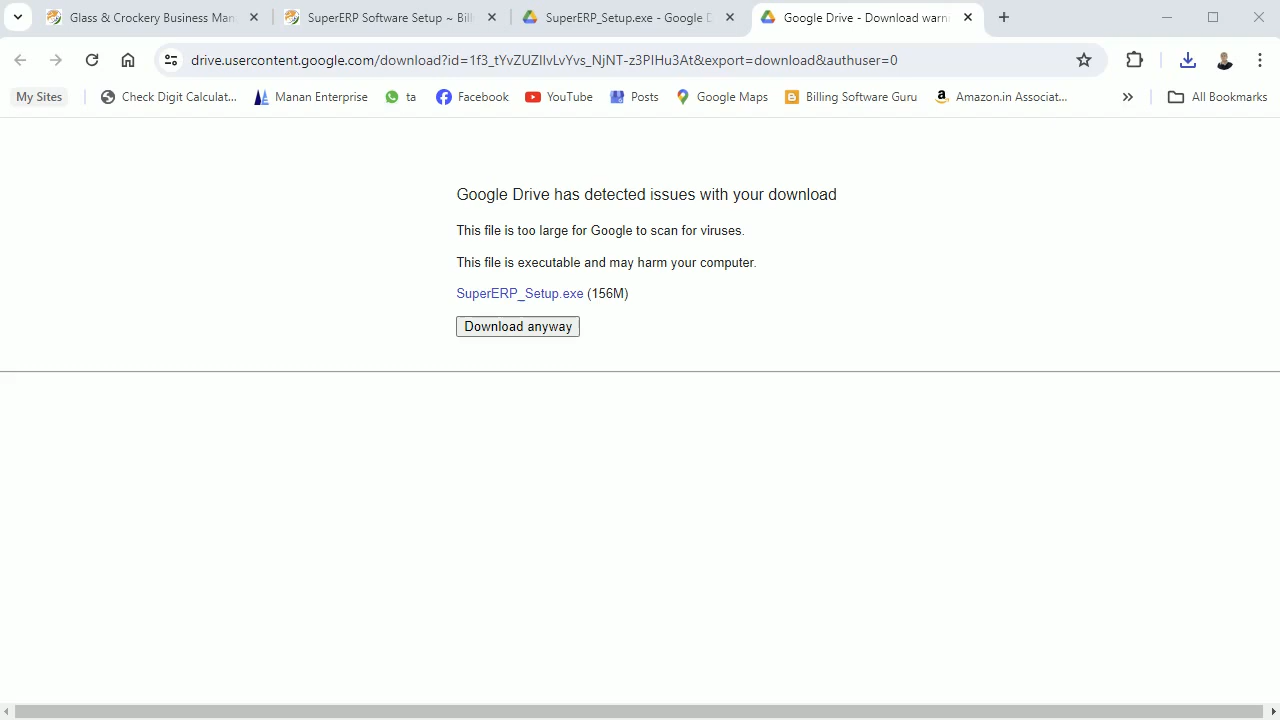 Glass & Crockery Business Man
SuperERP Software Setup ~ Bill
SuperERP_Setup.exe - Google D
Google Drive - Download warn
drive.usercontent.google.com/download?id=1f3_tYvZUZIIvLvYvs_NjNT-z3PIHu3At&export=download&authuser=0
My Sites
Check Digit Calculat...
Manan Enterprise
ta
Facebook
YouTube
Posts
Google Maps
Billing Software Guru
Amazon.in Associat...
»
All Bookmarks
Google Drive has detected issues with your download
This file is too large for Google to scan for viruses.
This file is executable and may harm your computer.
SuperERP_Setup.exe (156M)
Download anyway